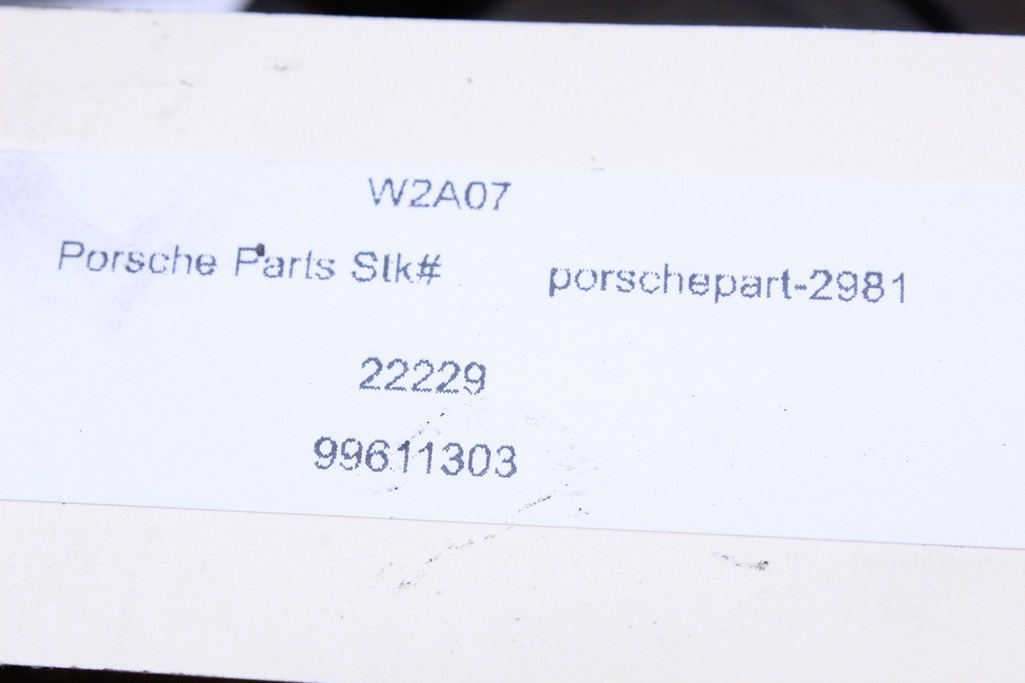 W2A07
Porsche Parts Stk# porschepart-2981
22229
99611303